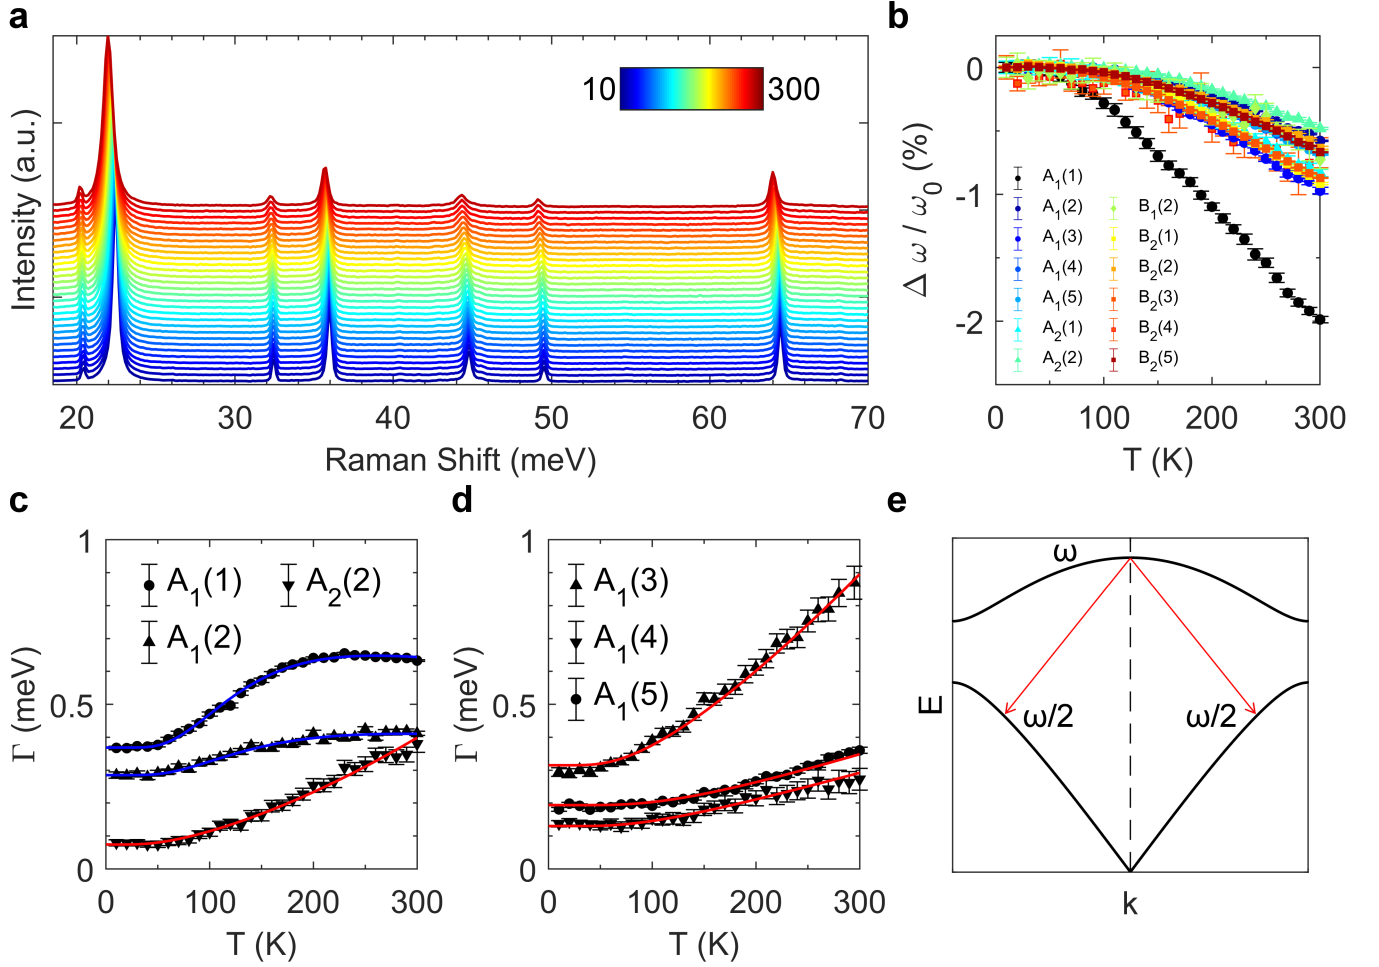 a
Intensity (a.u.)
10 300
20 30 40 50 60 70
Raman Shift (meV)
b
Δ ω / ω0 (%)
0
-1
-2
A1(1)
A1(2) B1(2)
A1(3) B2(1)
A1(4) B2(2)
A1(5) B2(3)
A2(1) B2(4)
A2(2) B2(5)
0 100 200 300
T (K)
c
Γ (meV)
1
0.5
0
A1(1) A2(2)
A1(2)
0 100 200 300
T (K)
d
Γ (meV)
1
0.5
0
A1(3)
A1(4)
A1(5)
0 100 200 300
T (K)
e
E
ω
ω/2 ω/2
k